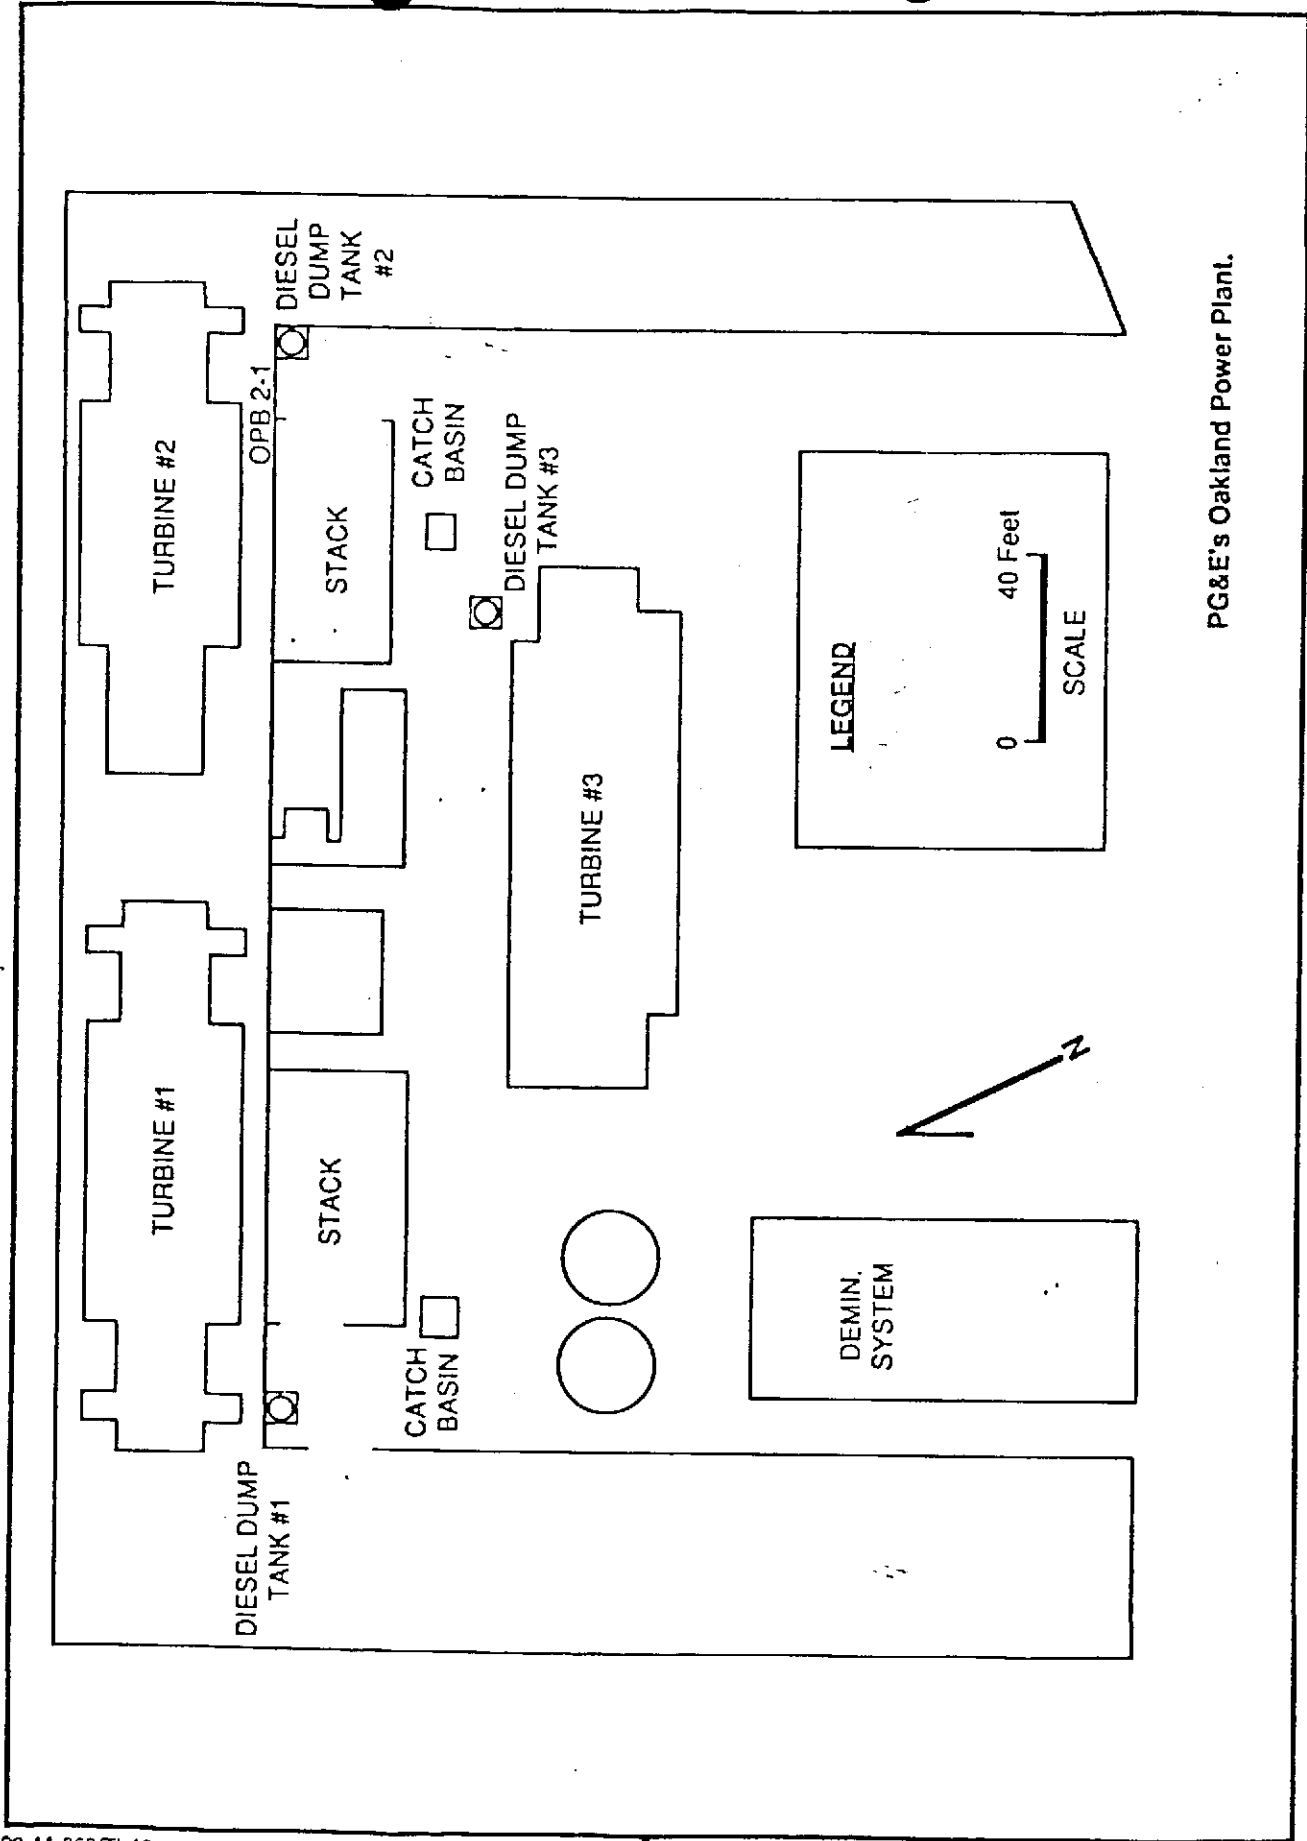 TURBINE #1
TURBINE #2
DIESEL DUMP
TANK #1
OPB 2-1
DIESEL
DUMP
TANK
#2
STACK
STACK
CATCH
BASIN
CATCH
BASIN
DIESEL DUMP
TANK #3
TURBINE #3
DEMIN.
SYSTEM
LEGEND
0
40 Feet
SCALE
N
PG&E's Oakland Power Plant.